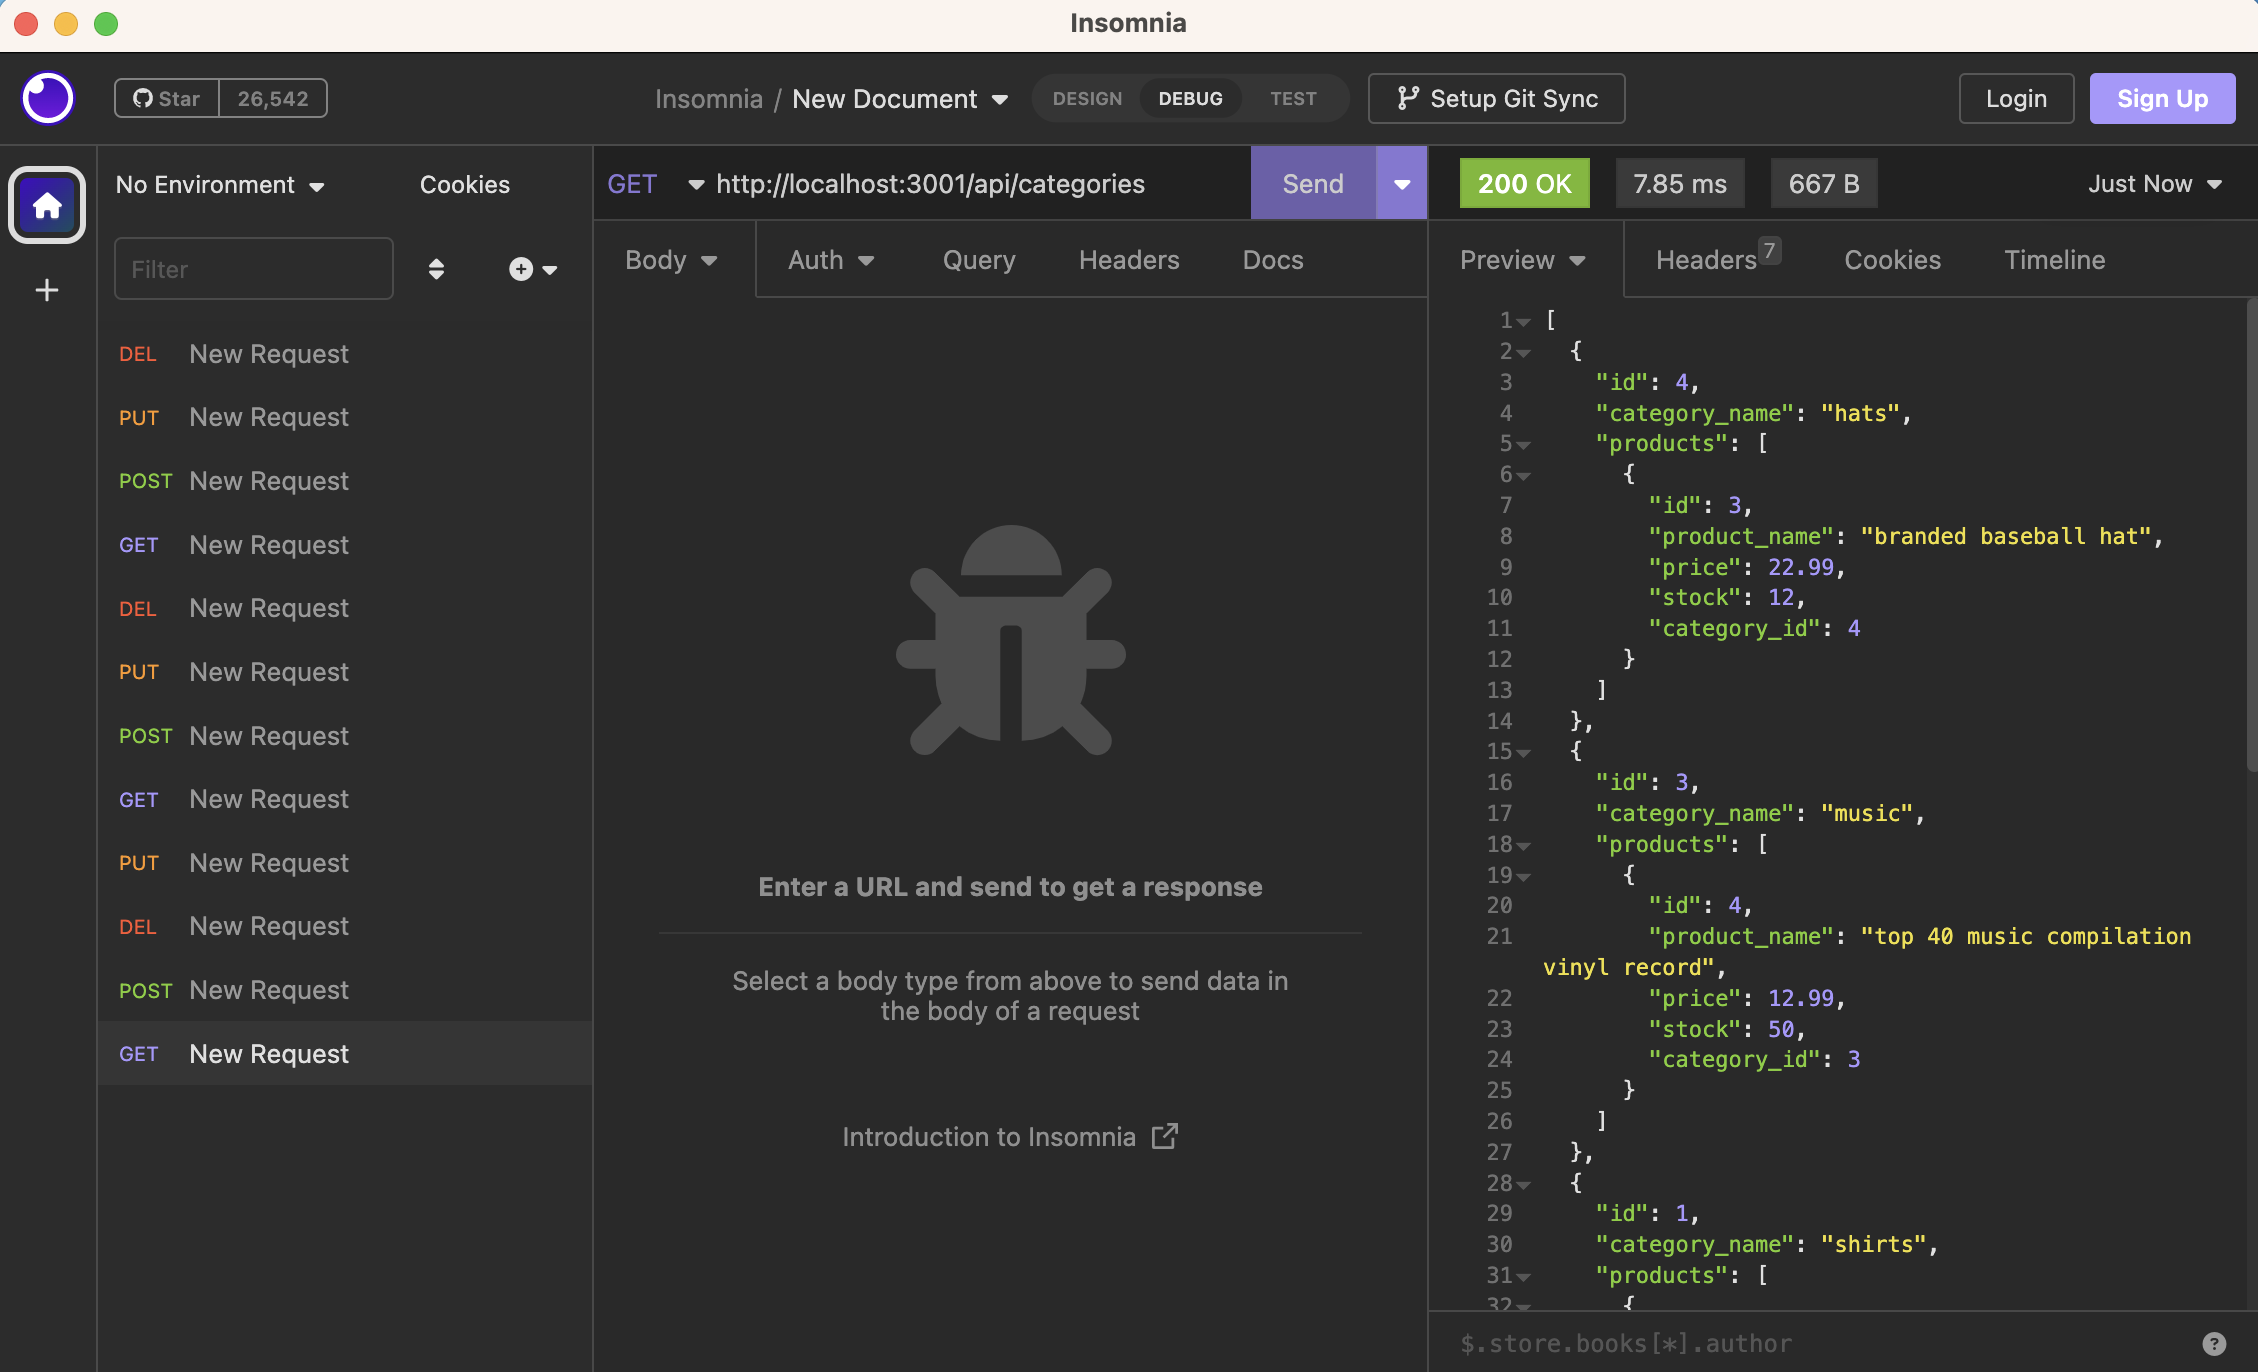 Insomnia
Star 26,542
Insomnia / New Document
DESIGN DEBUG TEST
Setup Git Sync
Login
Sign Up
No Environment
Cookies
Filter
DEL New Request
PUT New Request
POST New Request
GET New Request
DEL New Request
PUT New Request
POST New Request
GET New Request
PUT New Request
DEL New Request
POST New Request
GET New Request
GET http://localhost:3001/api/categories
Send
Body Auth Query Headers Docs
Enter a URL and send to get a response
Select a body type from above to send data in
the body of a request
Introduction to Insomnia
200 OK 7.85 ms 667 B Just Now
Preview Headers 7 Cookies Timeline
1 [
2 {
3 "id": 4,
4 "category_name": "hats",
5 "products": [
6 {
7 "id": 3,
8 "product_name": "branded baseball hat",
9 "price": 22.99,
10 "stock": 12,
11 "category_id": 4
12 }
13 ]
14 },
15 {
16 "id": 3,
17 "category_name": "music",
18 "products": [
19 {
20 "id": 4,
21 "product_name": "top 40 music compilation
vinyl record",
22 "price": 12.99,
23 "stock": 50,
24 "category_id": 3
25 }
26 ]
27 },
28 {
29 "id": 1,
30 "category_name": "shirts",
31 "products": [
32 {
$.store.books[*].author
?